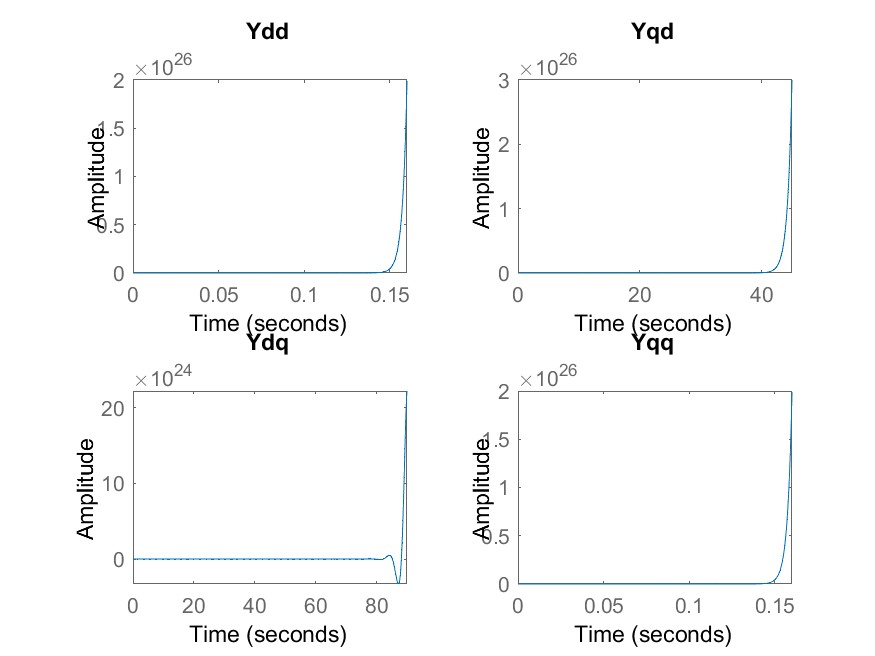 Ydd
×10^26
2
1.5
1
0.5
0
0 0.05 0.1 0.15
Amplitude
Time (seconds)
Yqd
×10^26
3
2
1
0
0 20 40
Amplitude
Time (seconds)
Ydq
×10^24
20
10
0
0 20 40 60 80
Amplitude
Time (seconds)
Yqq
×10^26
2
1.5
1
0.5
0
0 0.05 0.1 0.15
Amplitude
Time (seconds)